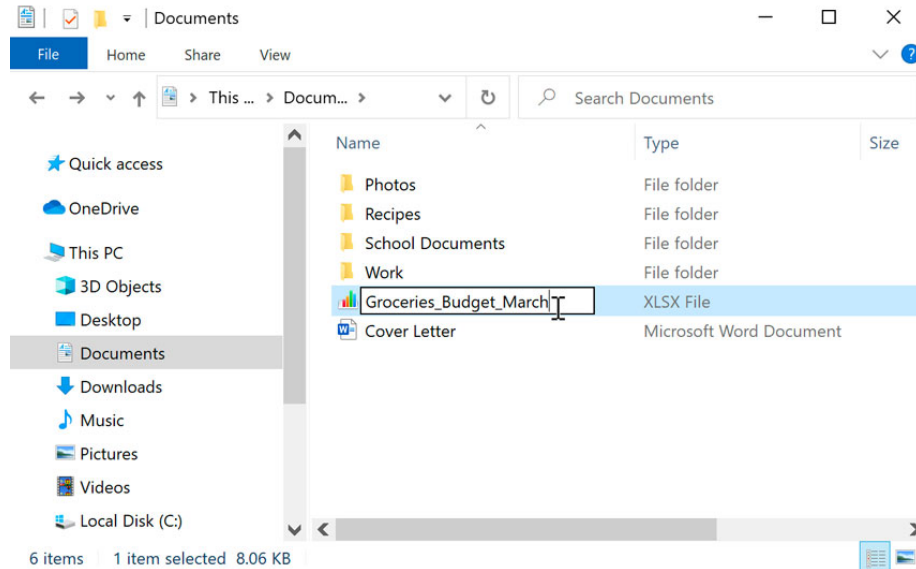 Documents
File Home Share View
This ... Docum... Search Documents
Name Type Size
Quick access
OneDrive
This PC
3D Objects
Desktop
Documents
Downloads
Music
Pictures
Videos
Local Disk (C:)
Photos File folder
Recipes File folder
School Documents File folder
Work File folder
Groceries_Budget_March XLSX File
Cover Letter Microsoft Word Document
6 items 1 item selected 8.06 KB